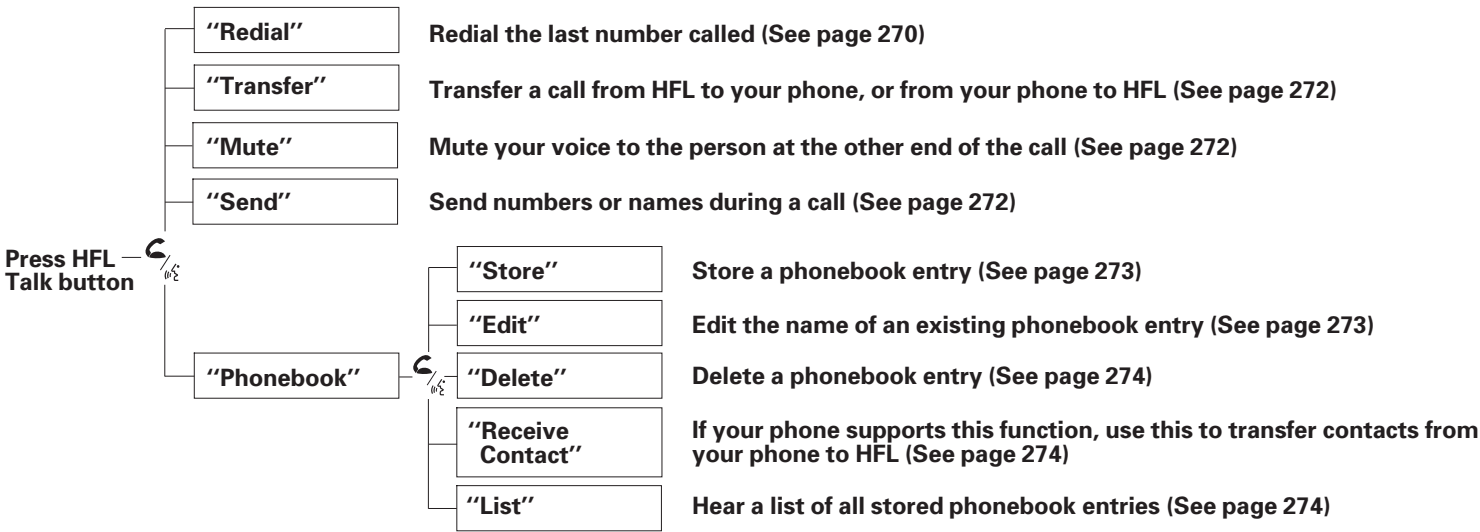 "Redial"
Redial the last number called (See page 270)
"Transfer"
Transfer a call from HFL to your phone, or from your phone to HFL (See page 272)
"Mute"
Mute your voice to the person at the other end of the call (See page 272)
"Send"
Send numbers or names during a call (See page 272)
Press HFL
Talk button
"Phonebook"
"Store"
Store a phonebook entry (See page 273)
"Edit"
Edit the name of an existing phonebook entry (See page 273)
"Delete"
Delete a phonebook entry (See page 274)
"Receive
Contact"
If your phone supports this function, use this to transfer contacts from
your phone to HFL (See page 274)
"List"
Hear a list of all stored phonebook entries (See page 274)